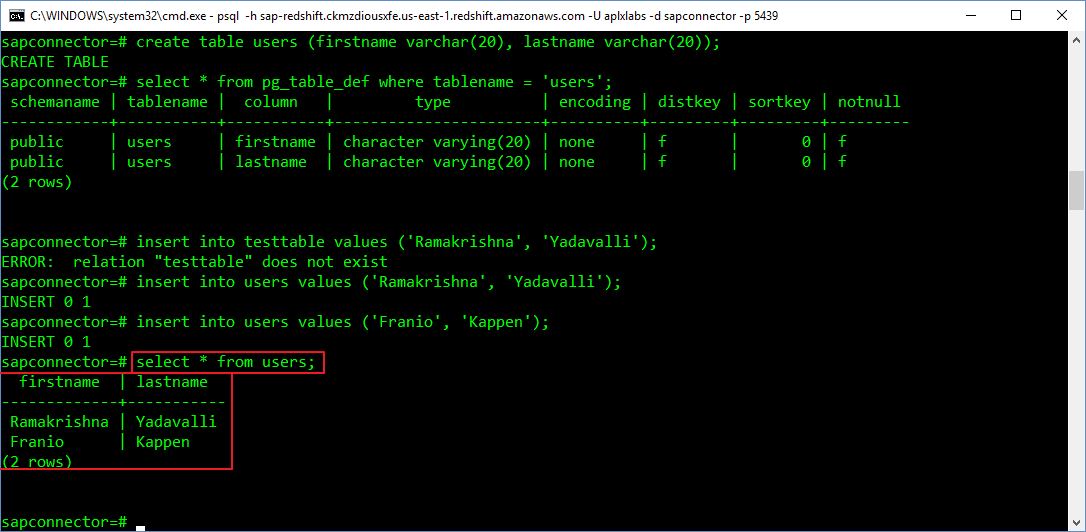 C:\WINDOWS\system32\cmd.exe - psql  -h sap-redshift.ckmzdiousxfe.us-east-1.redshift.amazonaws.com -U aplxlabs -d sapconnector -p 5439
sapconnector=# create table users (firstname varchar(20), lastname varchar(20));
CREATE TABLE
sapconnector=# select * from pg_table_def where tablename = 'users';
 schemaname | tablename |  column   |         type          | encoding | distkey | sortkey | notnull
------------+-----------+-----------+-----------------------+----------+---------+---------+---------
 public     | users     | firstname | character varying(20) | none     | f       |       0 | f
 public     | users     | lastname  | character varying(20) | none     | f       |       0 | f
(2 rows)
sapconnector=# insert into testtable values ('Ramakrishna', 'Yadavalli');
ERROR:  relation "testtable" does not exist
sapconnector=# insert into users values ('Ramakrishna', 'Yadavalli');
INSERT 0 1
sapconnector=# insert into users values ('Franio', 'Kappen');
INSERT 0 1
sapconnector=# select * from users;
  firstname  | lastname
-------------+-----------
 Ramakrishna | Yadavalli
 Franio      | Kappen
(2 rows)
sapconnector=#